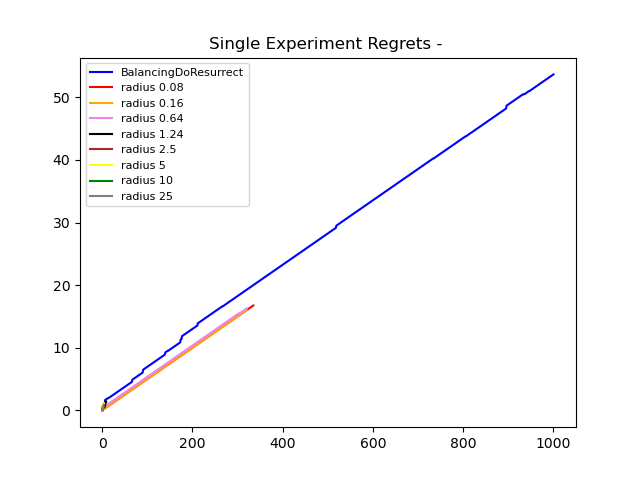 Single Experiment Regrets -
BalancingDoResurrect
radius 0.08
radius 0.16
radius 0.64
radius 1.24
radius 2.5
radius 5
radius 10
radius 25
50
40
30
20
10
0
0 200 400 600 800 1000